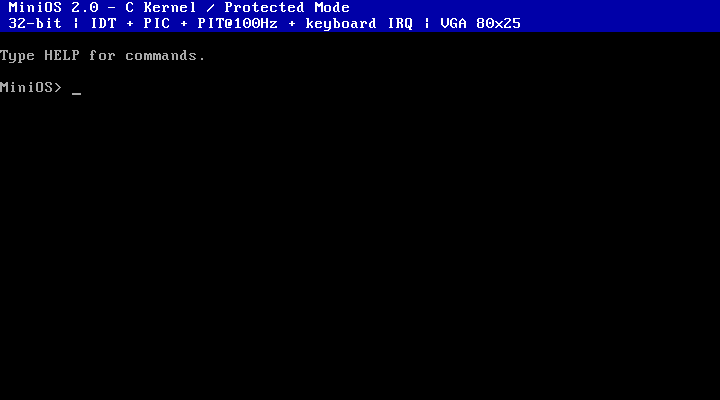 MiniOS 2.0 - C Kernel / Protected Mode
32-bit ¦ IDT + PIC + PIT@100Hz + keyboard IRQ ¦ VGA 80x25
Type HELP for commands.
MiniOS> _